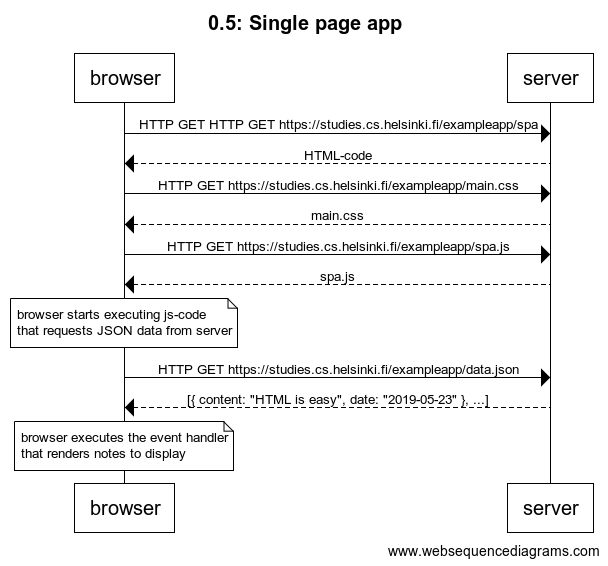 0.5: Single page app
browser
server
HTTP GET HTTP GET https://studies.cs.helsinki.fi/exampleapp/spa
HTML-code
HTTP GET https://studies.cs.helsinki.fi/exampleapp/main.css
main.css
HTTP GET https://studies.cs.helsinki.fi/exampleapp/spa.js
spa.js
browser starts executing js-code
that requests JSON data from server
HTTP GET https://studies.cs.helsinki.fi/exampleapp/data.json
[{ content: "HTML is easy", date: "2019-05-23" }, ...]
browser executes the event handler
that renders notes to display
browser
server
www.websequencediagrams.com